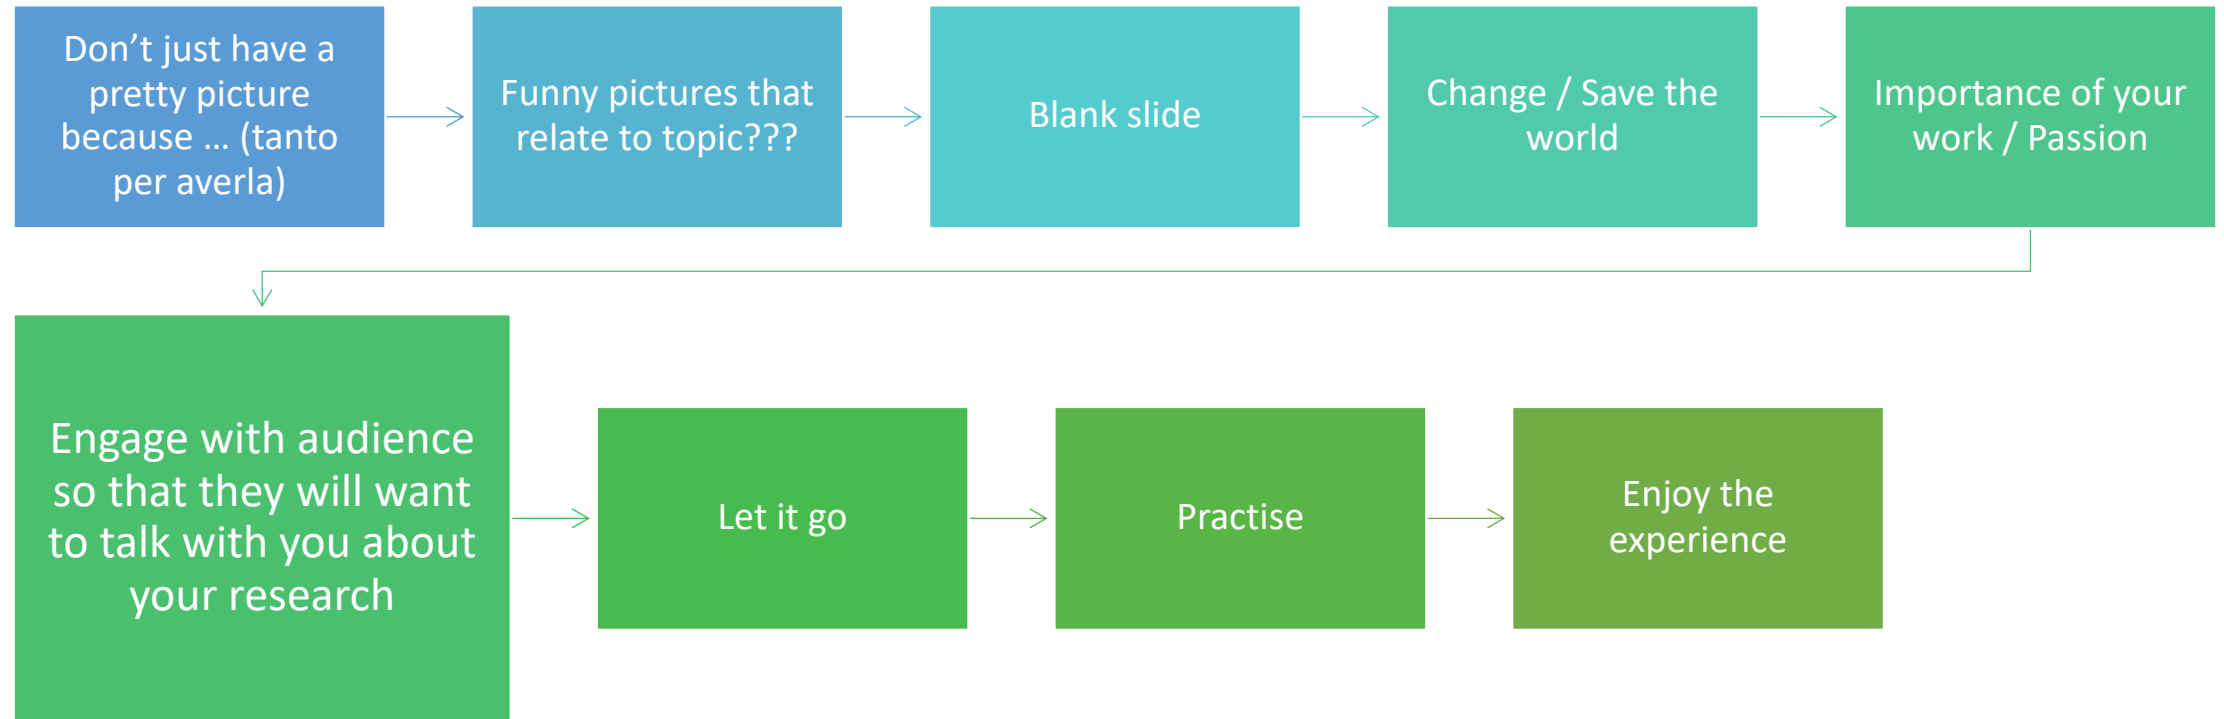 Don’t just have a
pretty picture
because … (tanto
per averla)
Funny pictures that
relate to topic???
Blank slide
Change / Save the
world
Importance of your
work / Passion
Engage with audience
so that they will want
to talk with you about
your research
Let it go
Practise
Enjoy the
experience